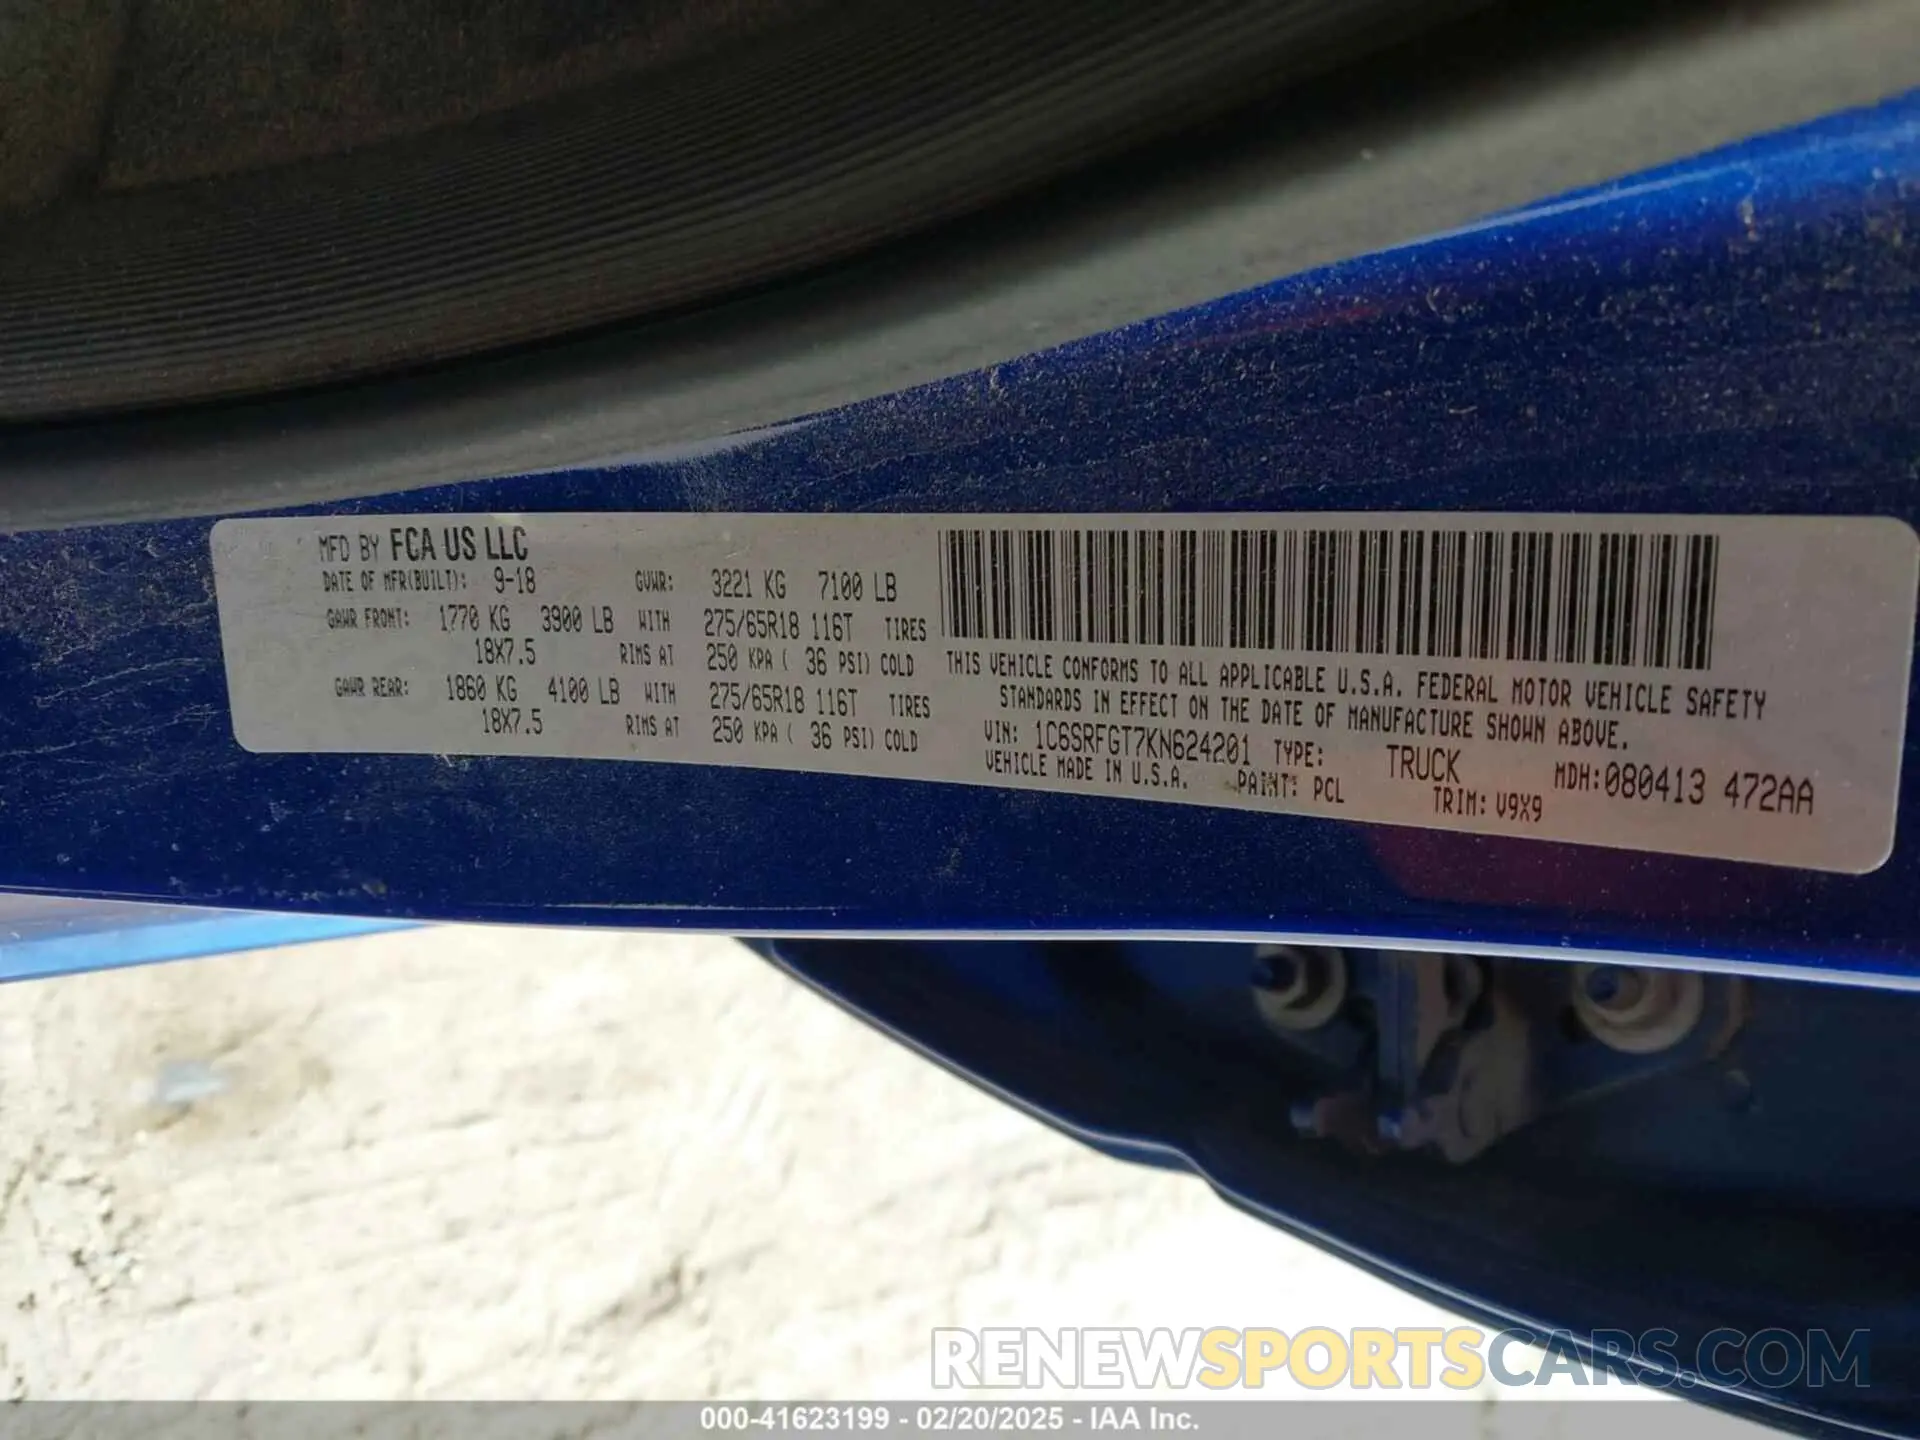 MFD BY FCA US LLC
DATE OF MFR(BUILT): 9-18 GVWR: 3221 KG 7100 LB
GAWR FRONT: 1770 KG 3900 LB WITH 275/65R18 116T TIRES
18X7.5 RIMS AT 250 KPA ( 36 PSI) COLD
GAWR REAR: 1860 KG 4100 LB WITH 275/65R18 116T TIRES
18X7.5 RIMS AT 250 KPA ( 36 PSI) COLD
THIS VEHICLE CONFORMS TO ALL APPLICABLE U.S.A. FEDERAL MOTOR VEHICLE SAFETY
STANDARDS IN EFFECT ON THE DATE OF MANUFACTURE SHOWN ABOVE.
VIN: 1C6SRFGT7KN624201 TYPE: TRUCK MDH:080413 472AA
VEHICLE MADE IN U.S.A. PAINT: PCL TRIM: V9X9
RENEWSPORTSCARS.COM
000-41623199 - 02/20/2025 - IAA Inc.